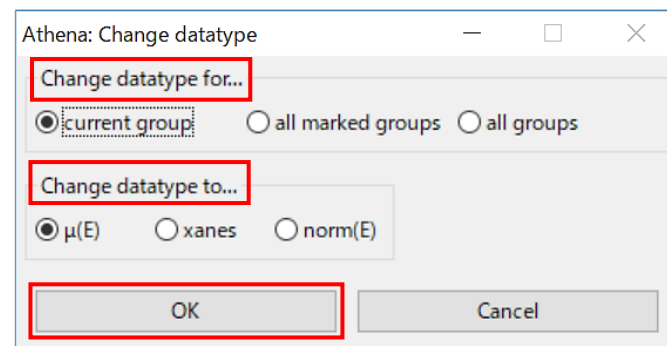 Athena: Change datatype
Change datatype for...
current group all marked groups all groups
Change datatype to...
μ(E) xanes norm(E)
OK Cancel